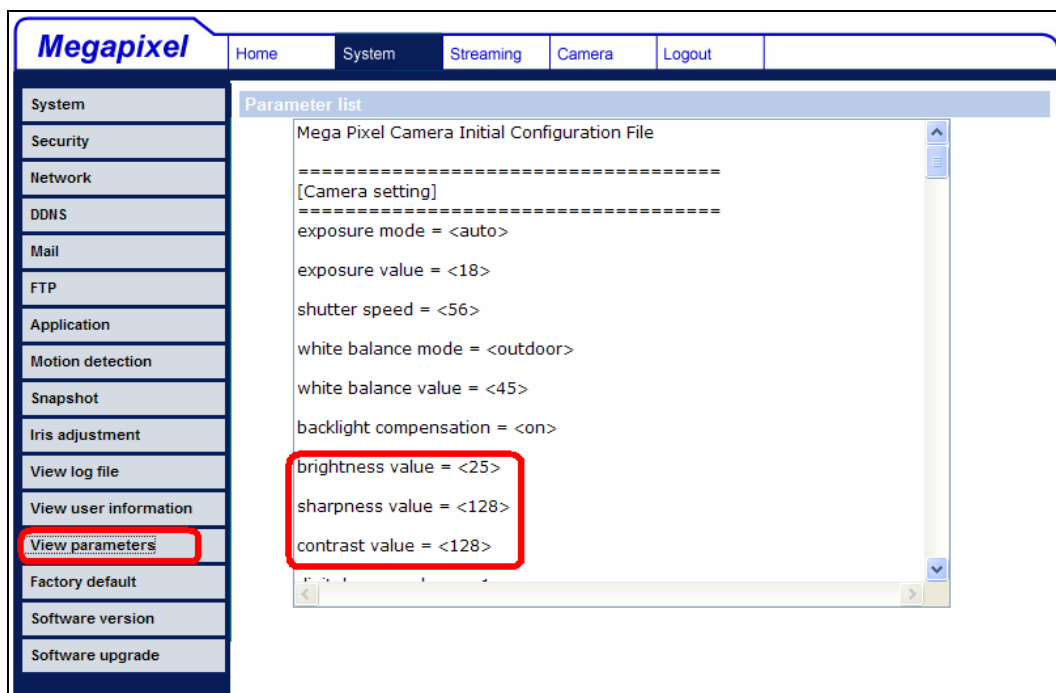 Megapixel
Home System Streaming Camera Logout
System
Security
Network
DDNS
Mail
FTP
Application
Motion detection
Snapshot
Iris adjustment
View log file
View user information
View parameters
Factory default
Software version
Software upgrade
Parameter list
Mega Pixel Camera Initial Configuration File
====================================
[Camera setting]
====================================
exposure mode = <auto>
exposure value = <18>
shutter speed = <56>
white balance mode = <outdoor>
white balance value = <45>
backlight compensation = <on>
brightness value = <25>
sharpness value = <128>
contrast value = <128>